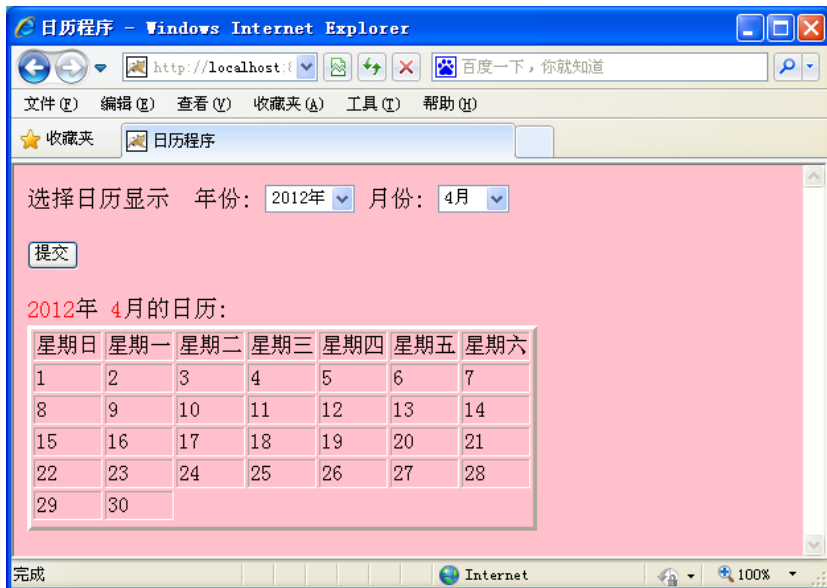 日历程序 - Windows Internet Explorer
http://localhost:8 百度一下，你就知道
文件(F) 编辑(E) 查看(V) 收藏夹(A) 工具(T) 帮助(H)
收藏夹 日历程序
选择日历显示 年份: 2012年 月份: 4月
提交
2012年 4月的日历:
星期日 星期一 星期二 星期三 星期四 星期五 星期六
1 2 3 4 5 6 7
8 9 10 11 12 13 14
15 16 17 18 19 20 21
22 23 24 25 26 27 28
29 30
完成 Internet 100%